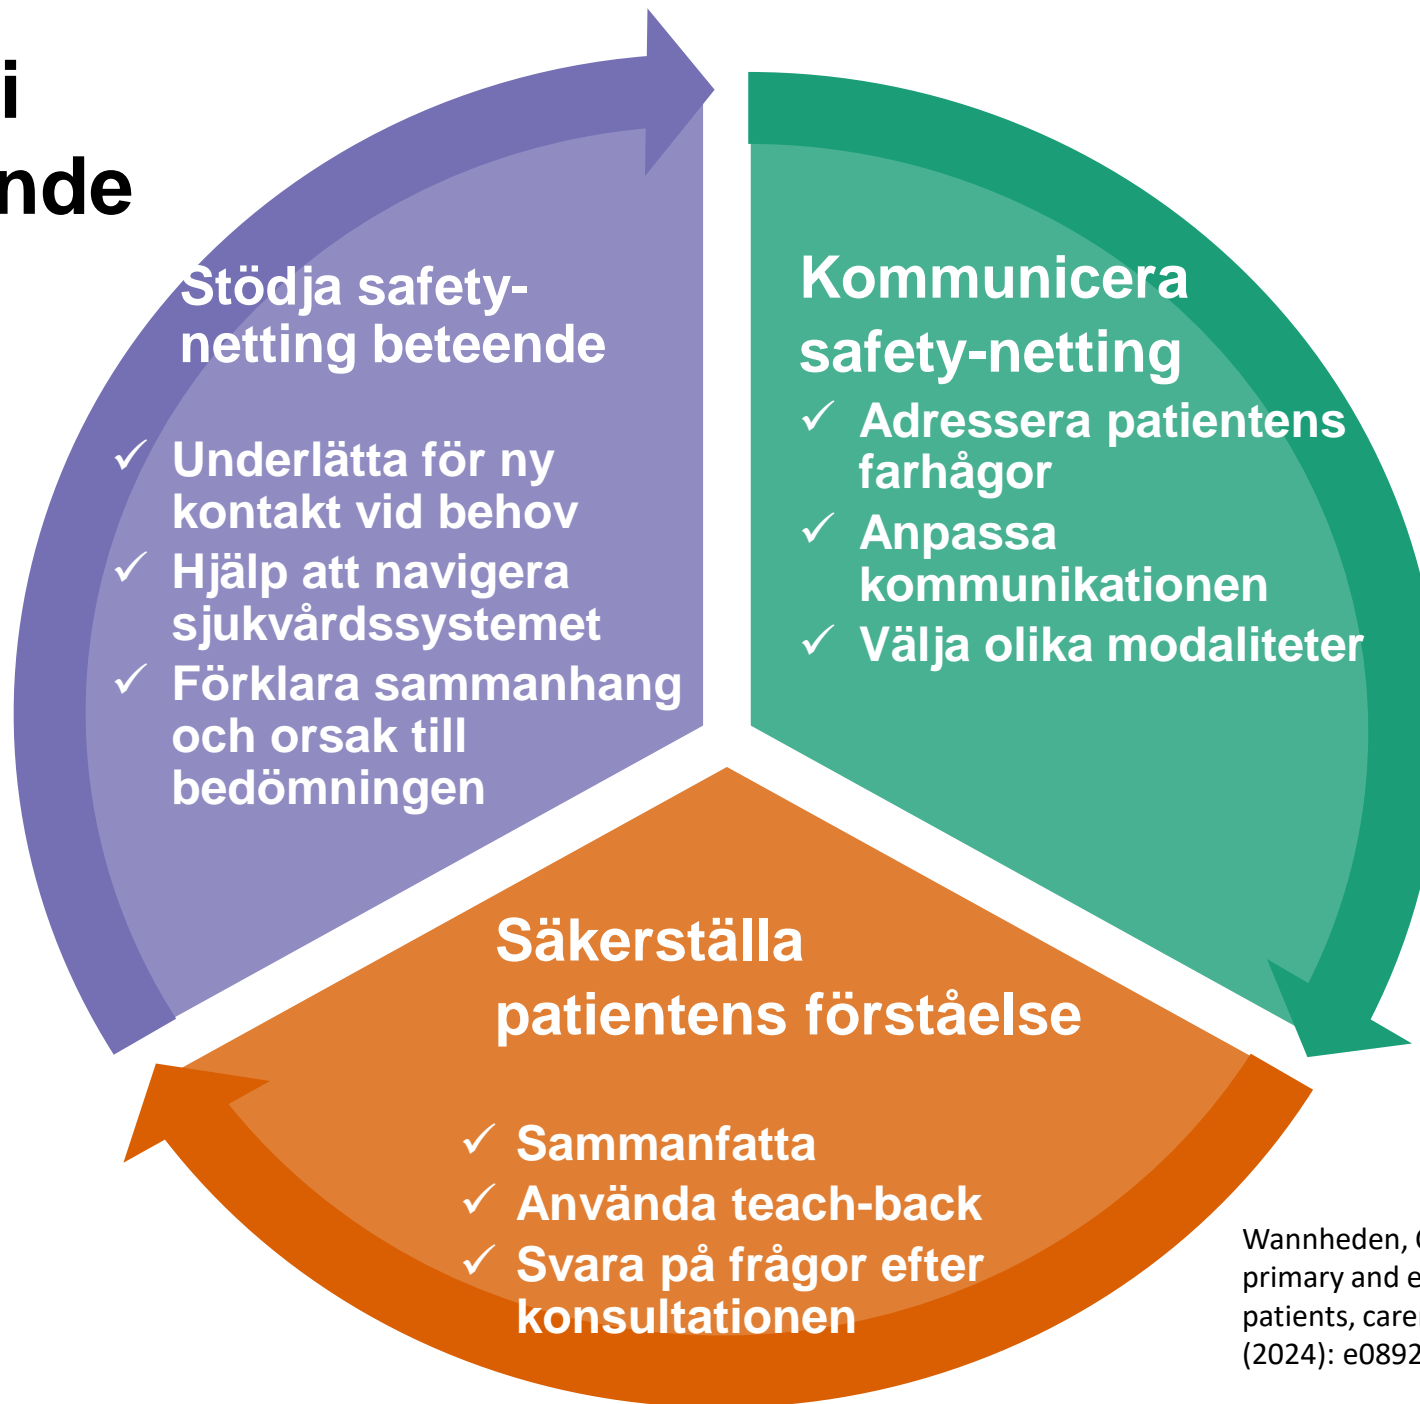 i
nde
Stödja safety-
netting beteende
✓ Underlätta för ny
kontakt vid behov
✓ Hjälp att navigera
sjukvårdssystemet
✓ Förklara sammanhang
och orsak till
bedömningen
Kommunicera
safety-netting
✓ Adressera patientens
farhågor
✓ Anpassa
kommunikationen
✓ Välja olika modaliteter
Säkerställa
patientens förståelse
✓ Sammanfatta
✓ Använda teach-back
✓ Svara på frågor efter
konsultationen
Wannheden,
primary and e
patients, carer
(2024): e0892